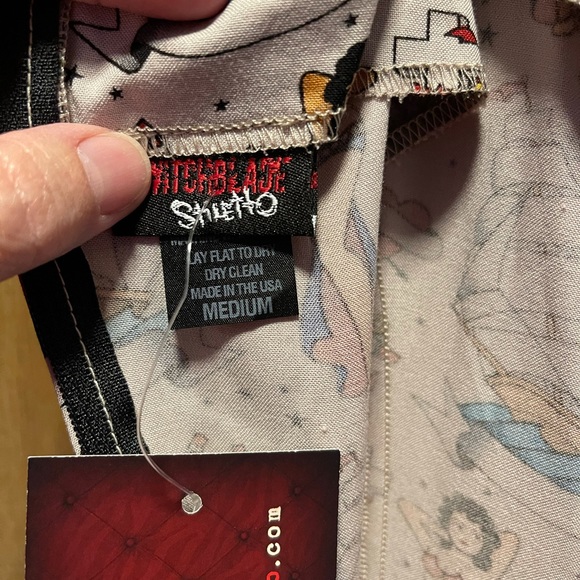 WITCHBLADE
Stiletto
LAY FLAT TO DRY
DRY CLEAN
MADE IN THE USA
MEDIUM
.com